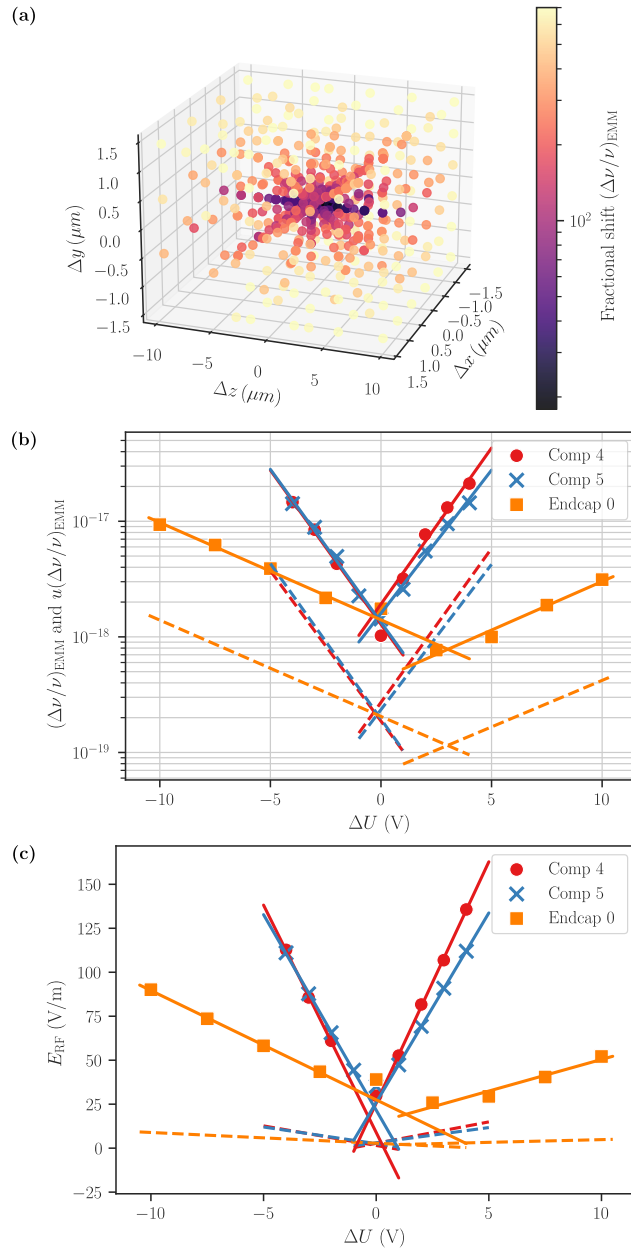 (a)
1.5
1.0
0.5
0.0
−0.5
−1.0
−1.5
Δy (μm)
−10
−5
0
5
10
Δz (μm)
−1.5
−1.0
−0.5
0.0
0.5
1.0
1.5
Δx (μm)
10²
Fractional shift (Δν/ν)EMM
(b)
Comp 4
Comp 5
Endcap 0
10⁻¹⁷
10⁻¹⁸
10⁻¹⁹
(Δν/ν)EMM and u(Δν/ν)EMM
−10
−5
0
5
10
ΔU (V)
(c)
Comp 4
Comp 5
Endcap 0
150
125
100
75
50
25
0
−25
ERF (V/m)
−10
−5
0
5
10
ΔU (V)